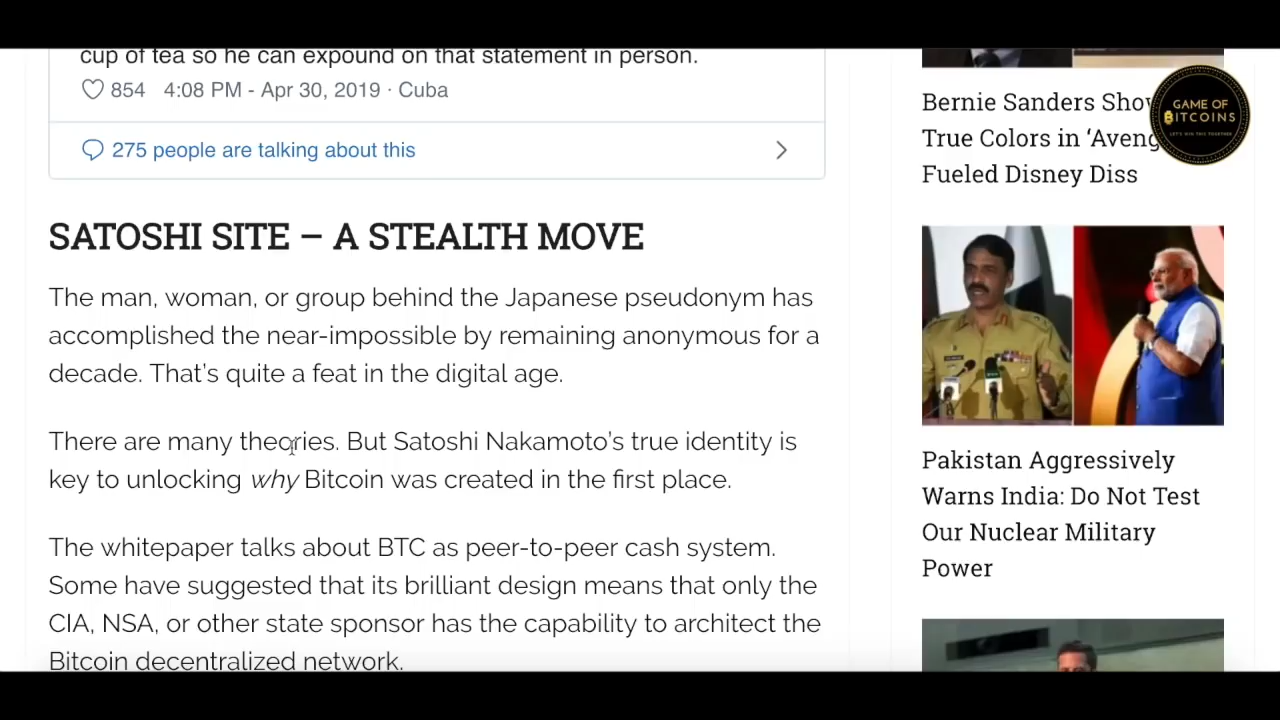 cup of tea so he can expound on that statement in person.
854 4:08 PM - Apr 30, 2019 · Cuba
275 people are talking about this
SATOSHI SITE – A STEALTH MOVE
The man, woman, or group behind the Japanese pseudonym has
accomplished the near-impossible by remaining anonymous for a
decade. That’s quite a feat in the digital age.
There are many theories. But Satoshi Nakamoto’s true identity is
key to unlocking why Bitcoin was created in the first place.
The whitepaper talks about BTC as peer-to-peer cash system.
Some have suggested that its brilliant design means that only the
CIA, NSA, or other state sponsor has the capability to architect the
Bitcoin decentralized network.
Bernie Sanders
True Colors in
Fueled Disney Diss
GAME OF
BITCOINS
LET'S WIN THIS TOGETHER
Pakistan Aggressively
Warns India: Do Not Test
Our Nuclear Military
Power